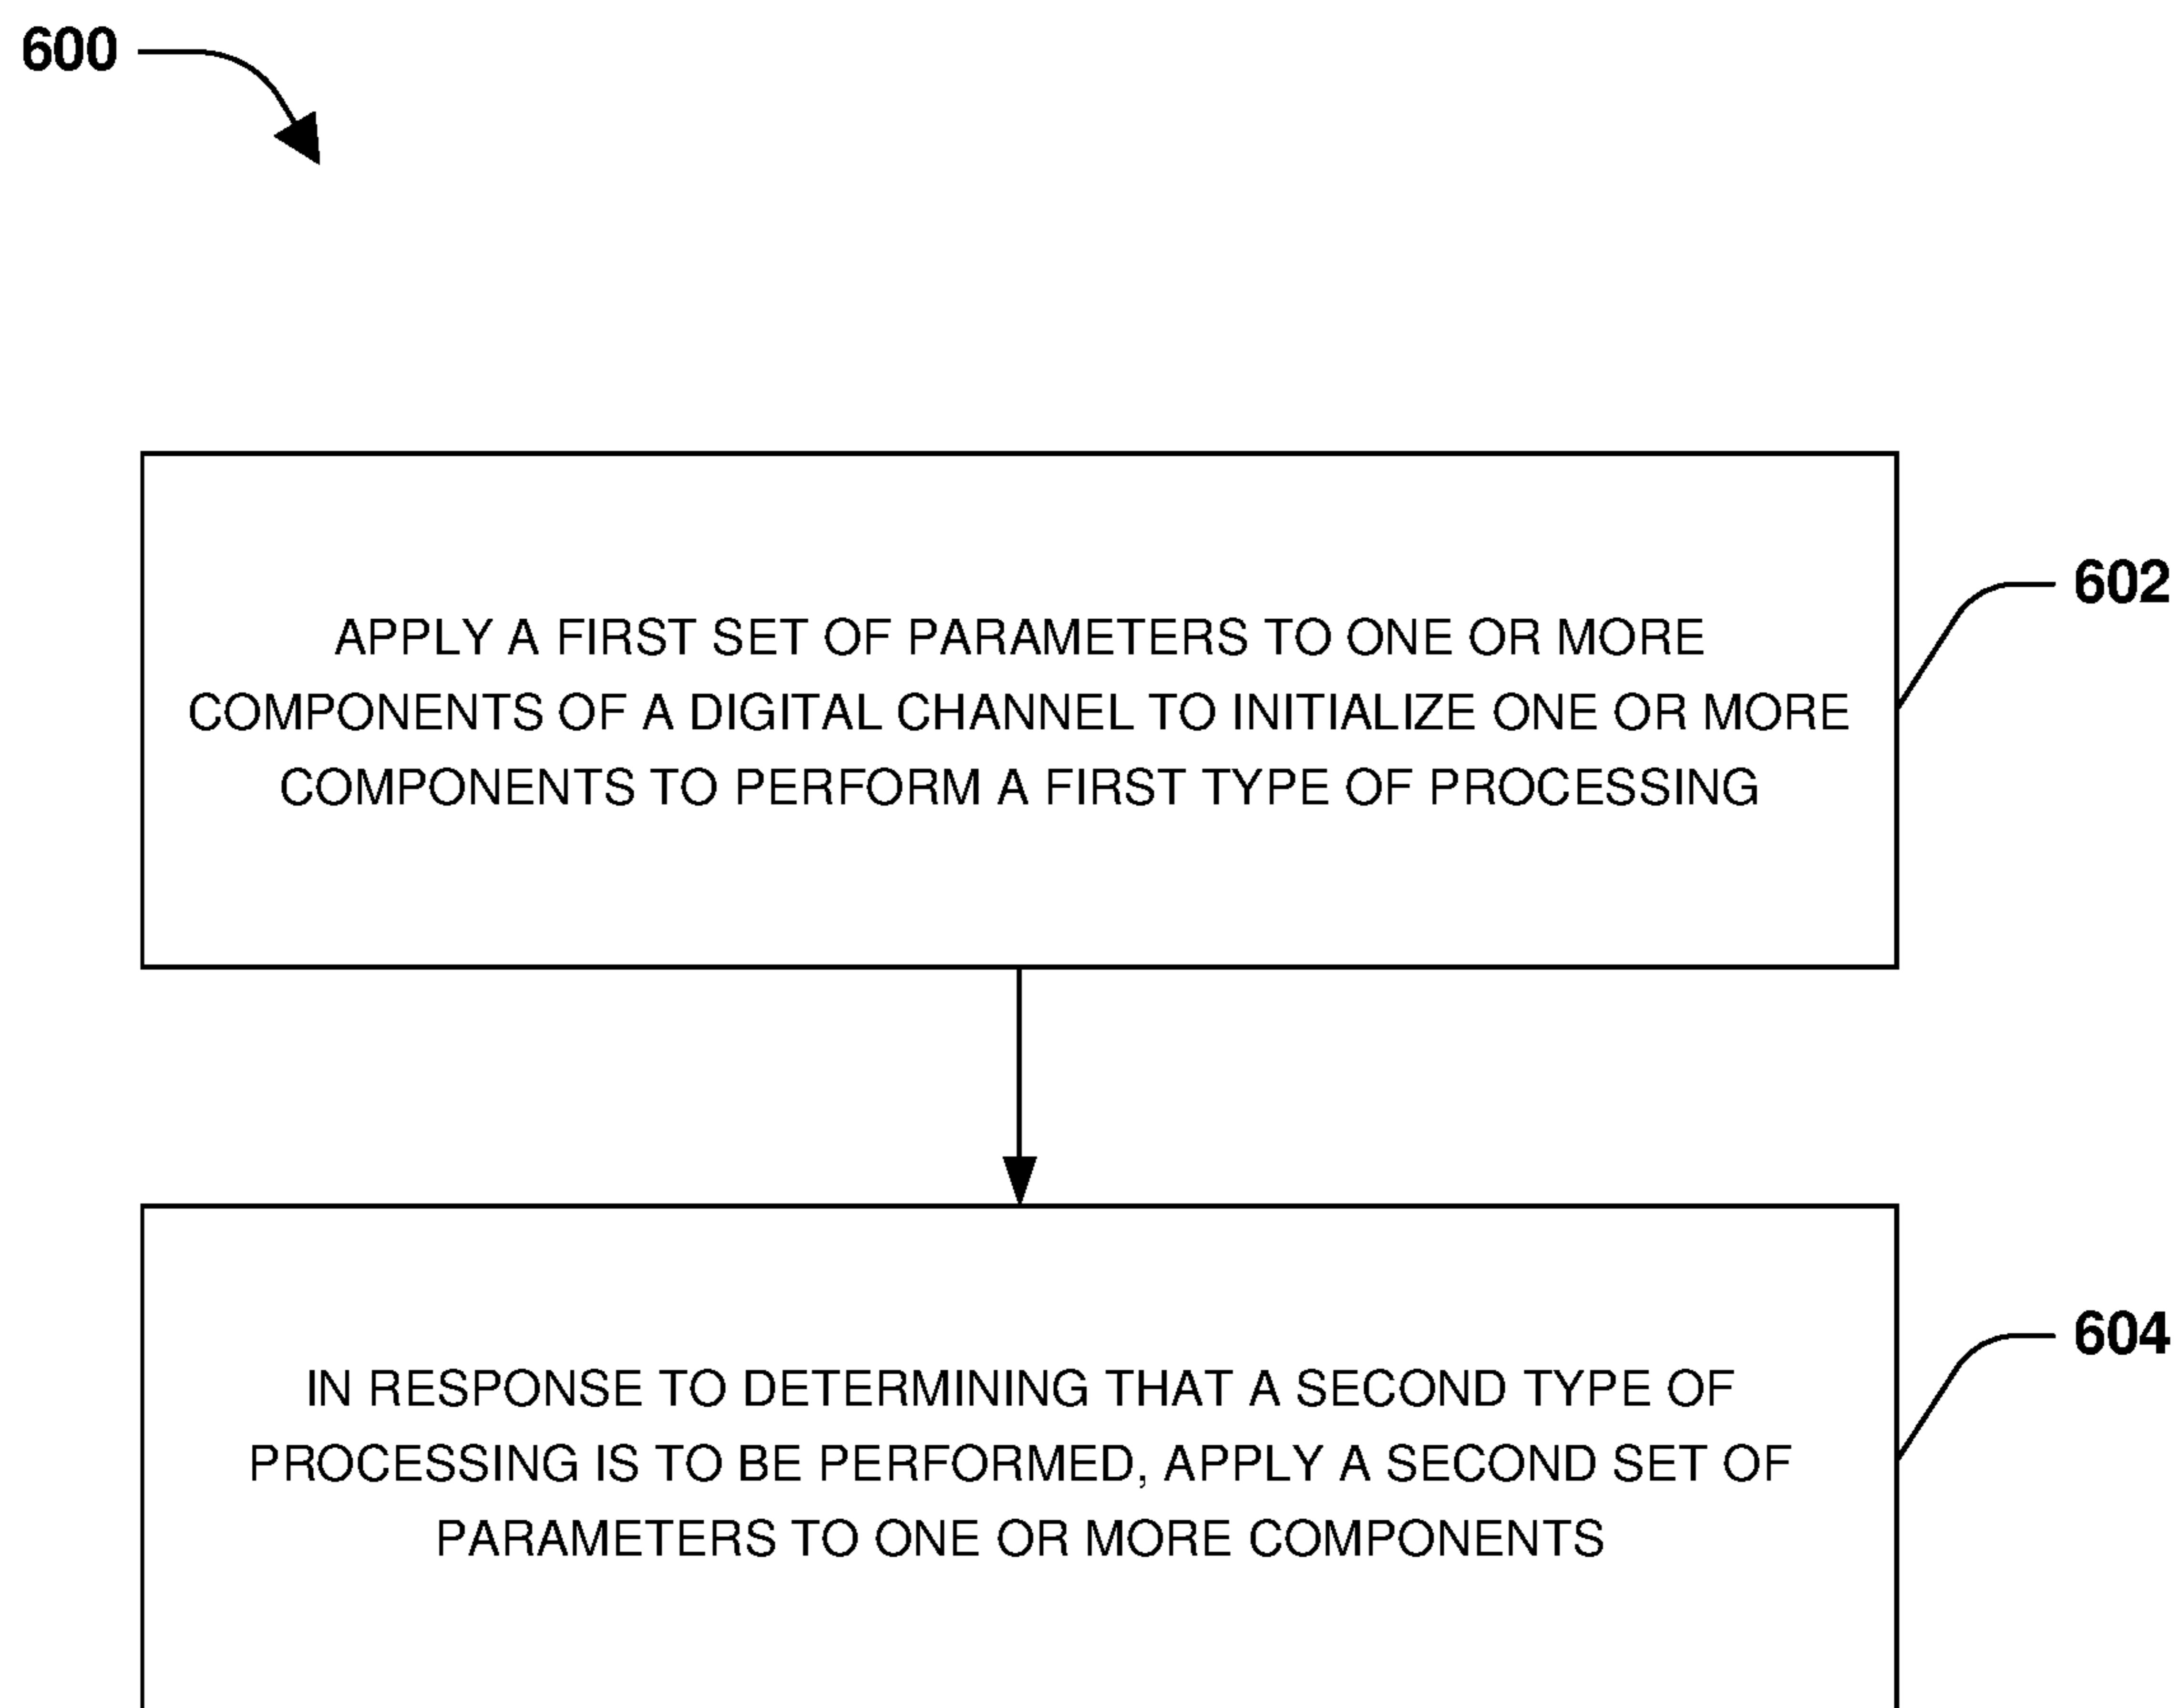 600
602
APPLY A FIRST SET OF PARAMETERS TO ONE OR MORE
COMPONENTS OF A DIGITAL CHANNEL TO INITIALIZE ONE OR MORE
COMPONENTS TO PERFORM A FIRST TYPE OF PROCESSING
604
IN RESPONSE TO DETERMINING THAT A SECOND TYPE OF
PROCESSING IS TO BE PERFORMED, APPLY A SECOND SET OF
PARAMETERS TO ONE OR MORE COMPONENTS